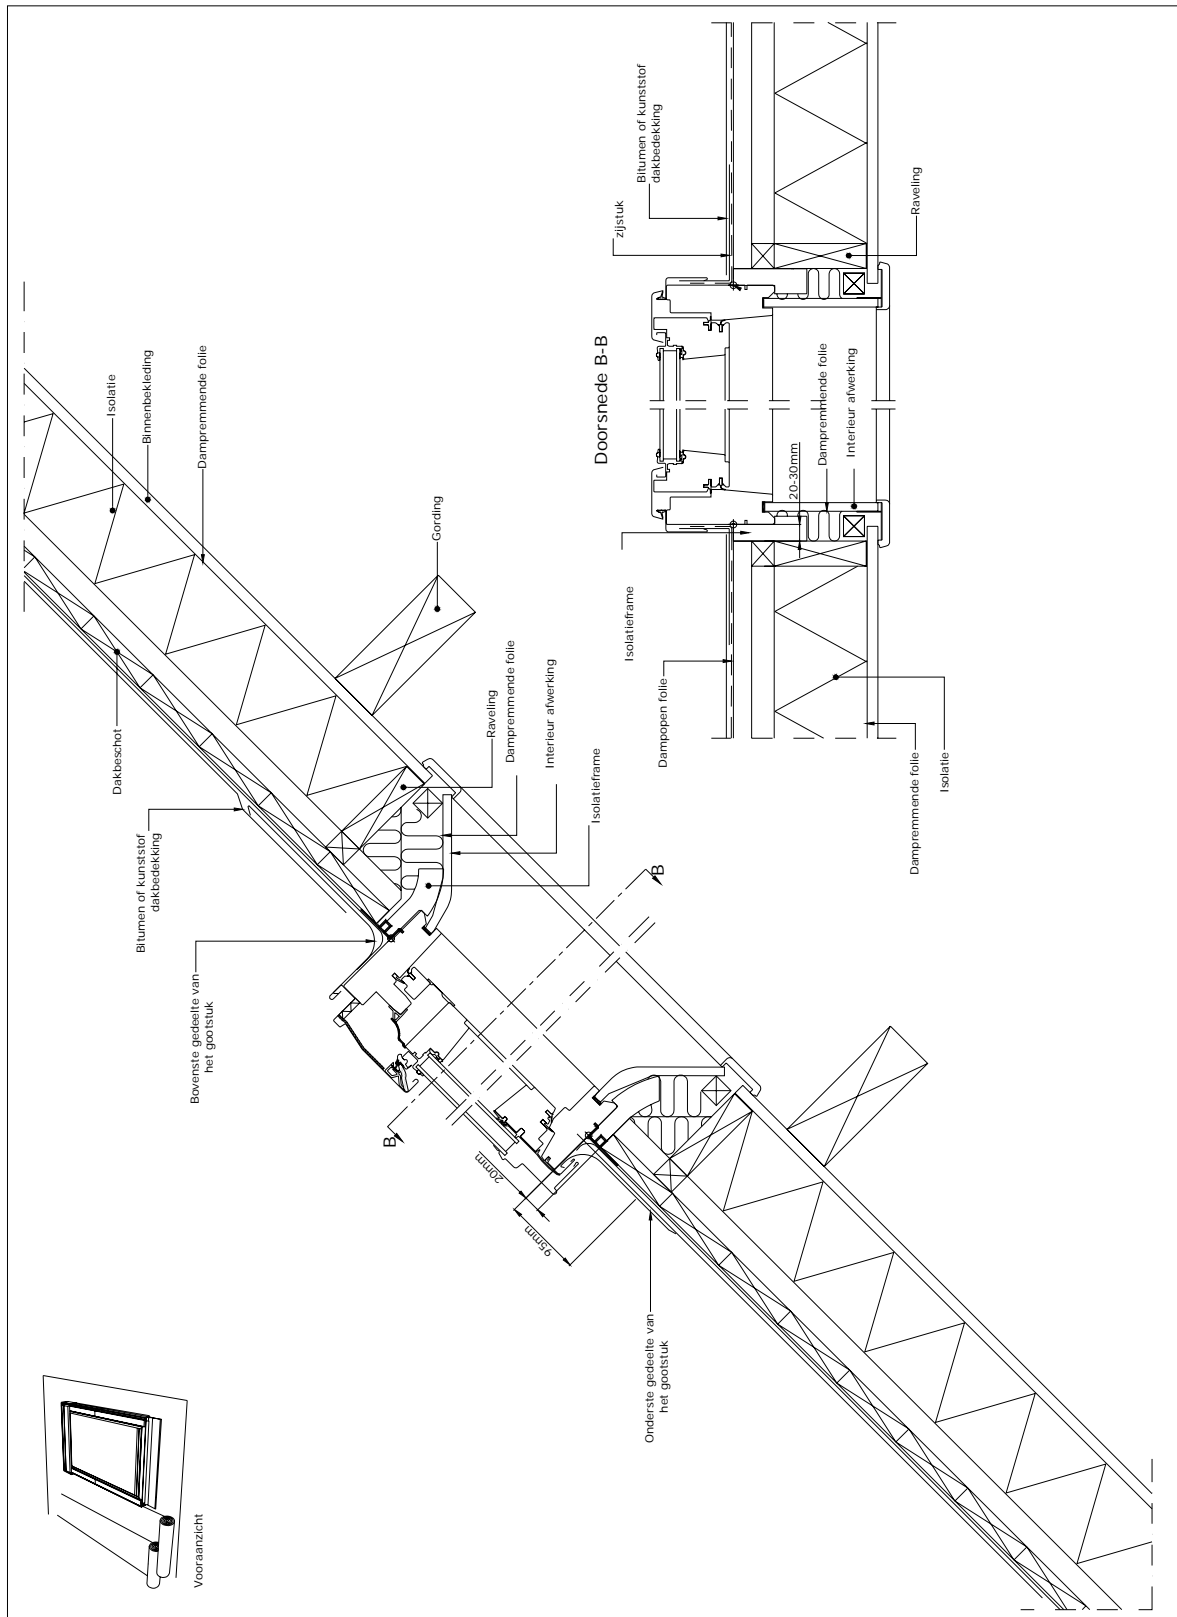 Vooraanzicht
Bovenste gedeelte van
het gootstuk
Bitumen of kunststof
dakbedekking
Dakbeschot
Isolatie
Binnenbekleding
Dampremmende folie
Gording
Raveling
Dampremmende folie
Interieur afwerking
Isolatieframe
B
B
20mm
95mm
Onderste gedeelte van
het gootstuk
Doorsnede B-B
zijstuk
Bitumen of kunststof
dakbedekking
Raveling
Isolatieframe
Dampopen folie
20-30mm
Dampremmende folie
Interieur afwerking
Dampremmende folie
Isolatie